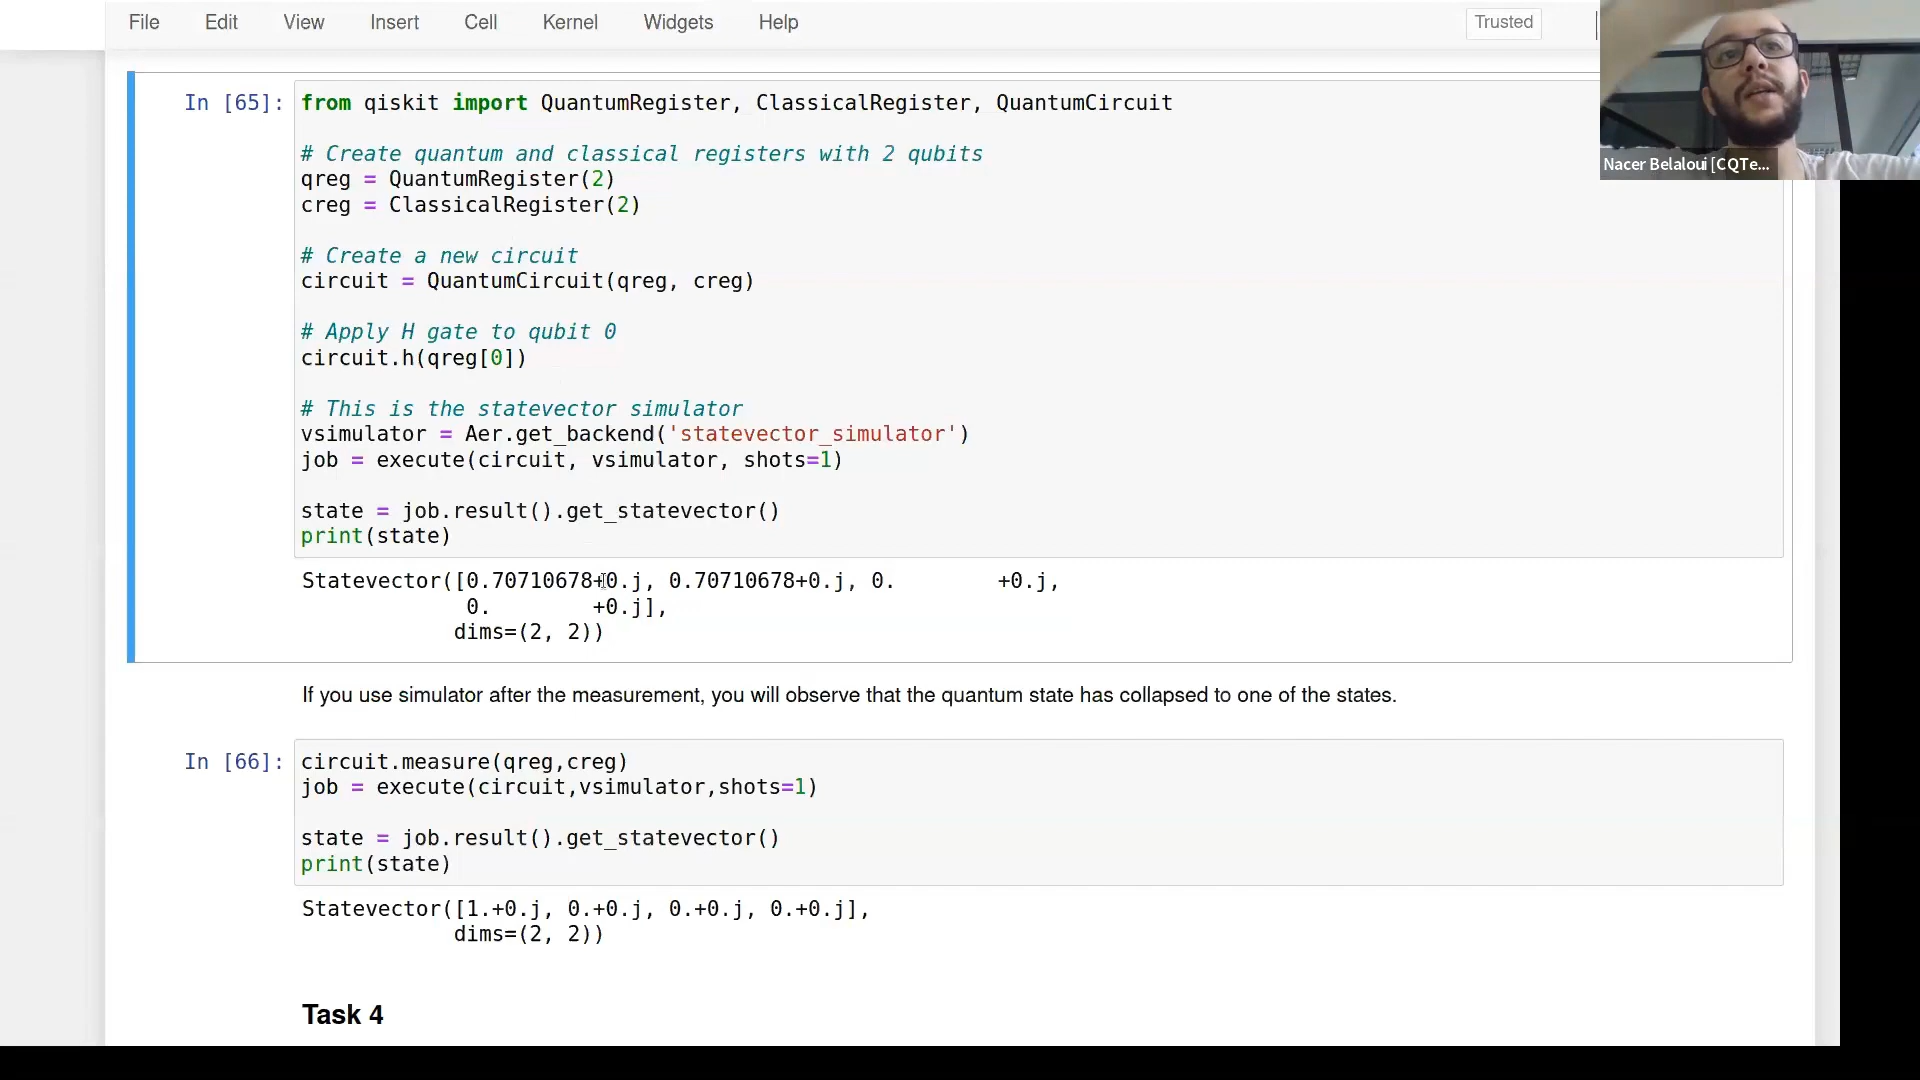 File Edit View Insert Cell Kernel Widgets Help Trusted
Nacer Belaloui [CQTe...
In [65]: from qiskit import QuantumRegister, ClassicalRegister, QuantumCircuit
# Create quantum and classical registers with 2 qubits
qreg = QuantumRegister(2)
creg = ClassicalRegister(2)
# Create a new circuit
circuit = QuantumCircuit(qreg, creg)
# Apply H gate to qubit 0
circuit.h(qreg[0])
# This is the statevector simulator
vsimulator = Aer.get_backend('statevector_simulator')
job = execute(circuit, vsimulator, shots=1)
state = job.result().get_statevector()
print(state)
Statevector([0.70710678+0.j, 0.70710678+0.j, 0.        +0.j,
0.        +0.j],
dims=(2, 2))
If you use simulator after the measurement, you will observe that the quantum state has collapsed to one of the states.
In [66]: circuit.measure(qreg,creg)
job = execute(circuit,vsimulator,shots=1)
state = job.result().get_statevector()
print(state)
Statevector([1.+0.j, 0.+0.j, 0.+0.j, 0.+0.j],
dims=(2, 2))
Task 4